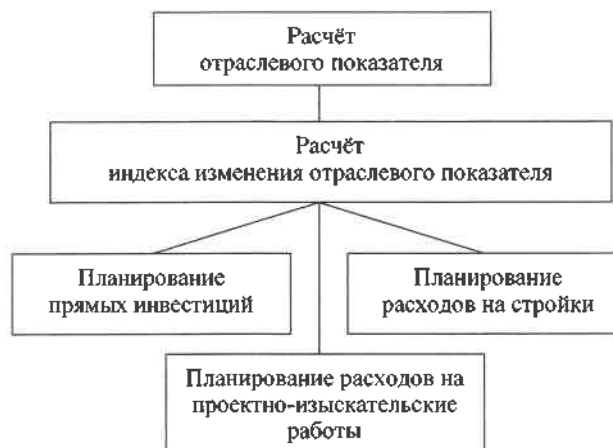 Расчёт
отраслевого показателя
Расчёт
индекса изменения отраслевого показателя
Планирование
прямых инвестиций
Планирование
расходов на стройки
Планирование расходов на
проектно-изыскательские
работы